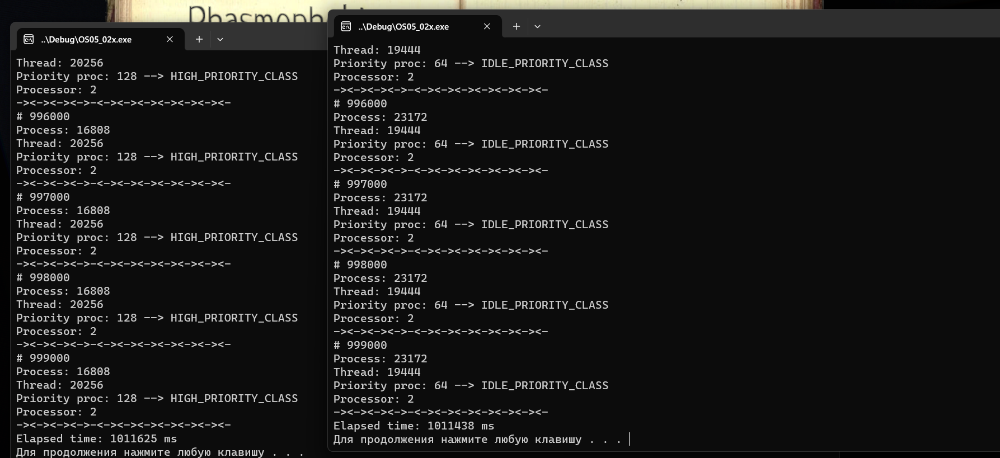 Phasmoph
..\Debug\OS05_02x.exe
Thread: 20256
Priority proc: 128 --> HIGH_PRIORITY_CLASS
Processor: 2
-><-><-><->-<-><-><-><-><-><-><-
# 996000
Process: 16808
Thread: 20256
Priority proc: 128 --> HIGH_PRIORITY_CLASS
Processor: 2
-><-><-><->-<-><-><-><-><-><-><-
# 997000
Process: 16808
Thread: 20256
Priority proc: 128 --> HIGH_PRIORITY_CLASS
Processor: 2
-><-><-><->-<-><-><-><-><-><-><-
# 998000
Process: 16808
Thread: 20256
Priority proc: 128 --> HIGH_PRIORITY_CLASS
Processor: 2
-><-><-><->-<-><-><-><-><-><-><-
# 999000
Process: 16808
Thread: 20256
Priority proc: 128 --> HIGH_PRIORITY_CLASS
Processor: 2
-><-><-><->-<-><-><-><-><-><-><-
Elapsed time: 1011625 ms
Для продолжения нажмите любую клавишу . . .
..\Debug\OS05_02x.exe
Thread: 19444
Priority proc: 64 --> IDLE_PRIORITY_CLASS
Processor: 2
-><-><-><->-<-><-><-><-><-><-><-
# 996000
Process: 23172
Thread: 19444
Priority proc: 64 --> IDLE_PRIORITY_CLASS
Processor: 2
-><-><-><->-<-><-><-><-><-><-><-
# 997000
Process: 23172
Thread: 19444
Priority proc: 64 --> IDLE_PRIORITY_CLASS
Processor: 2
-><-><-><->-<-><-><-><-><-><-><-
# 998000
Process: 23172
Thread: 19444
Priority proc: 64 --> IDLE_PRIORITY_CLASS
Processor: 2
-><-><-><->-<-><-><-><-><-><-><-
# 999000
Process: 23172
Thread: 19444
Priority proc: 64 --> IDLE_PRIORITY_CLASS
Processor: 2
-><-><-><->-<-><-><-><-><-><-><-
Elapsed time: 1011438 ms
Для продолжения нажмите любую клавишу . . .